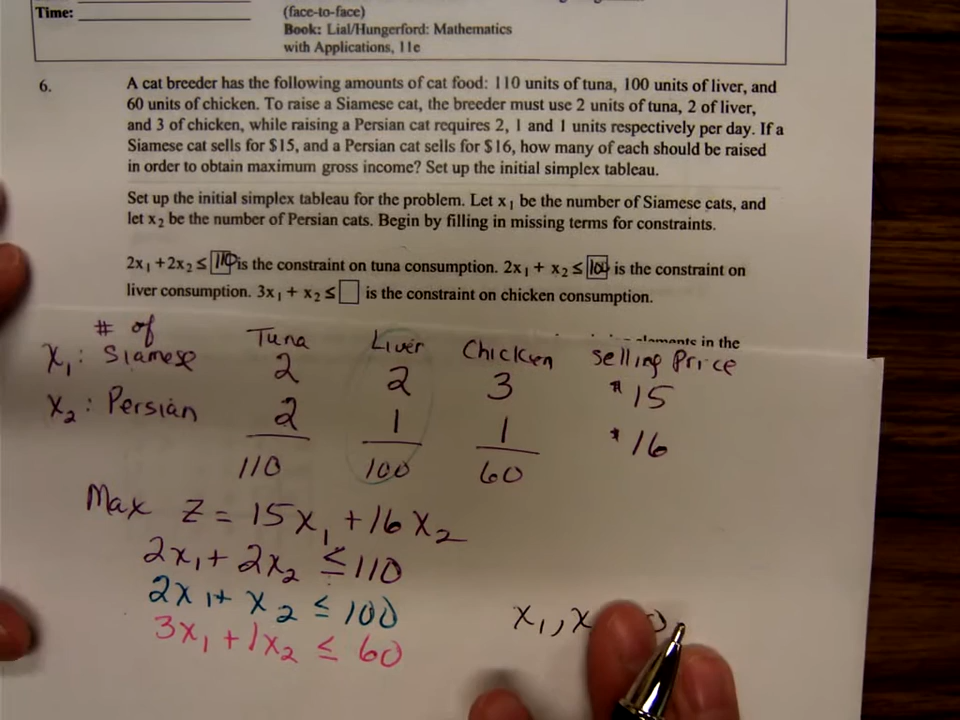 Time:
(face-to-face)
Book: Lial/Hungerford: Mathematics
with Applications, 11e
6. A cat breeder has the following amounts of cat food: 110 units of tuna, 100 units of liver, and
60 units of chicken. To raise a Siamese cat, the breeder must use 2 units of tuna, 2 of liver,
and 3 of chicken, while raising a Persian cat requires 2, 1 and 1 units respectively per day. If a
Siamese cat sells for $15, and a Persian cat sells for $16, how many of each should be raised
in order to obtain maximum gross income? Set up the initial simplex tableau.
Set up the initial simplex tableau for the problem. Let x₁ be the number of Siamese cats, and
let x₂ be the number of Persian cats. Begin by filling in missing terms for constraints.
2x₁ + 2x₂ ≤ 110 is the constraint on tuna consumption. 2x₁ + x₂ ≤ 100 is the constraint on
liver consumption. 3x₁ + x₂ ≤ is the constraint on chicken consumption.
elements in the
# of Tuna Liver Chicken Selling Price
x₁: Siamese 2 2 3 $15
x₂: Persian 2 1 1 $16
110 100 60
Max z = 15x₁ + 16x₂
2x₁ + 2x₂ ≤ 110
2x₁ + x₂ ≤ 100
3x₁ + 1x₂ ≤ 60
x₁, x 0